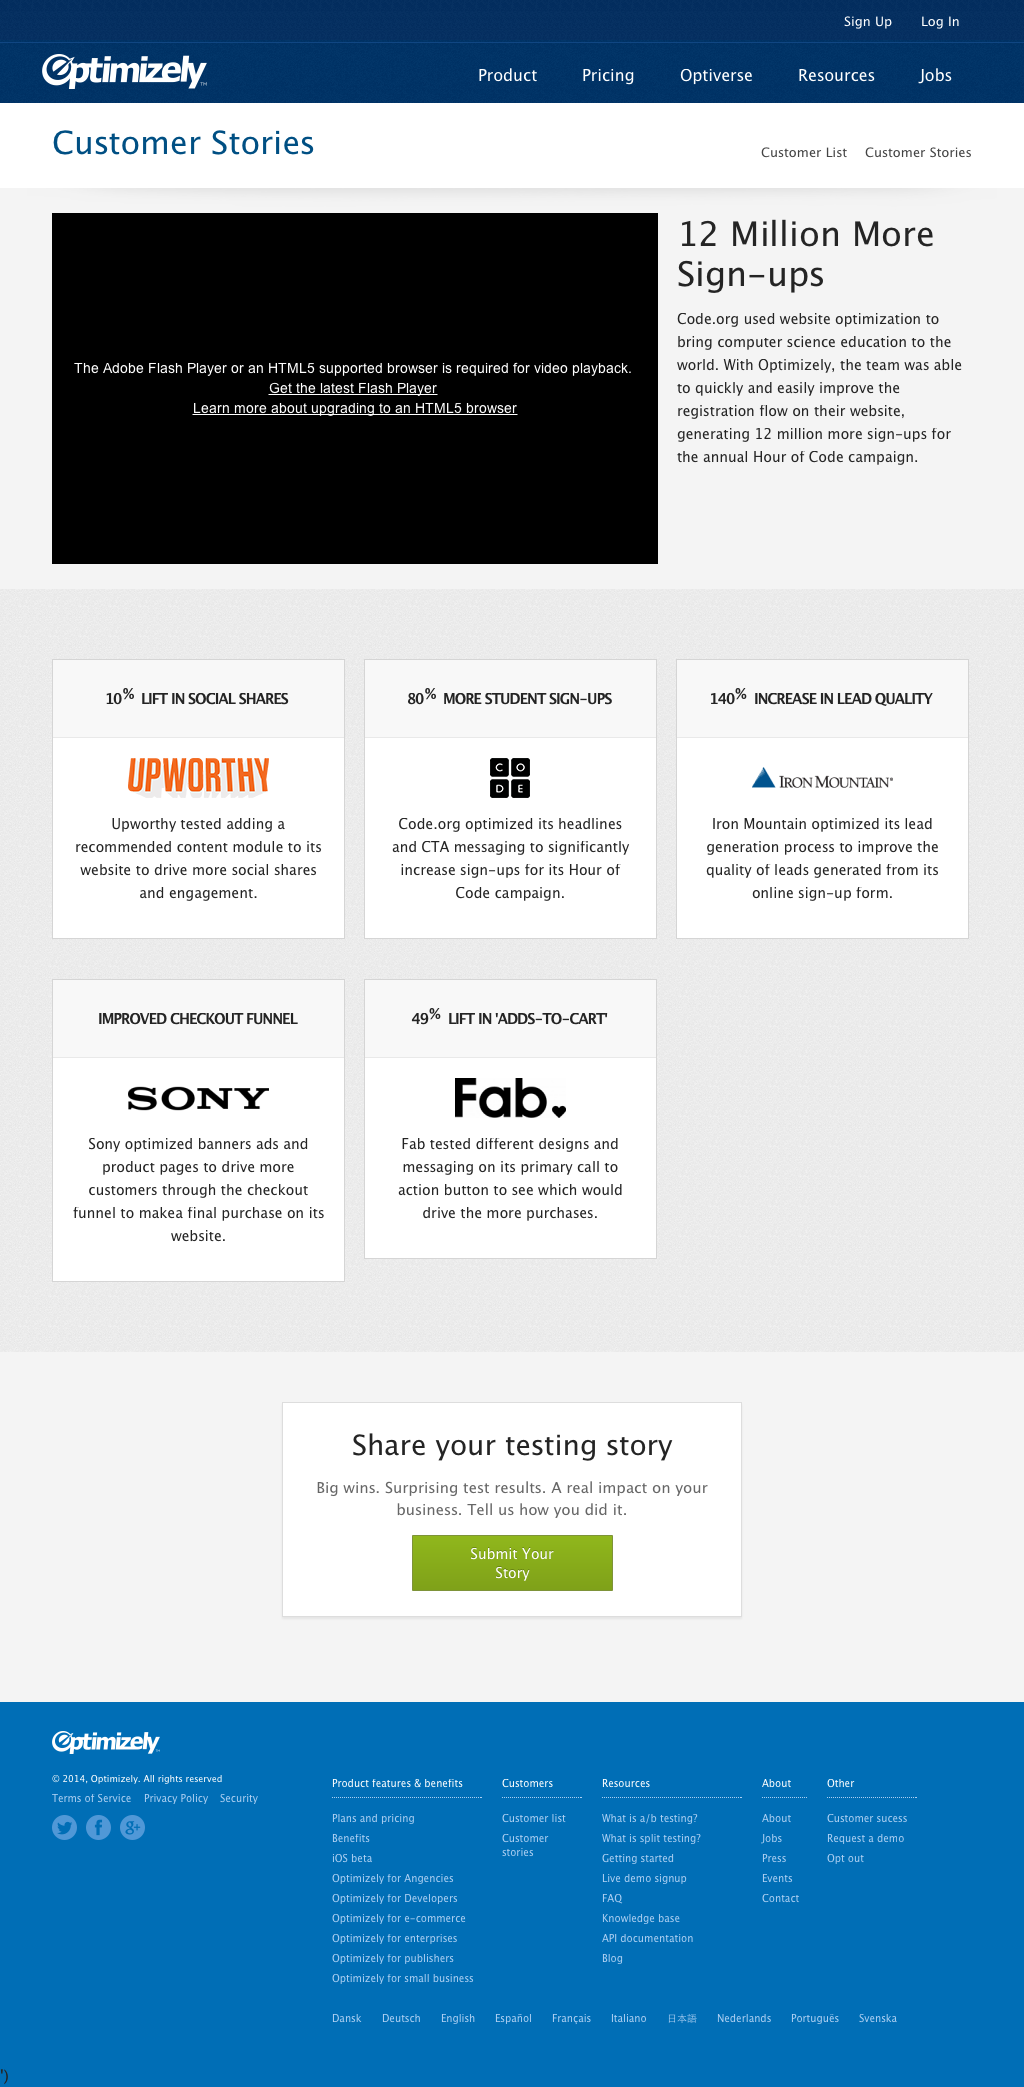 Sign Up Log In
Optimizely™
Product Pricing Optiverse Resources Jobs
Customer Stories
Customer List Customer Stories
The Adobe Flash Player or an HTML5 supported browser is required for video playback.
Get the latest Flash Player
Learn more about upgrading to an HTML5 browser
12 Million More
Sign-ups
Code.org used website optimization to
bring computer science education to the
world. With Optimizely, the team was able
to quickly and easily improve the
registration flow on their website,
generating 12 million more sign-ups for
the annual Hour of Code campaign.
10% LIFT IN SOCIAL SHARES
UPWORTHY
Upworthy tested adding a
recommended content module to its
website to drive more social shares
and engagement.
80% MORE STUDENT SIGN-UPS
C O
D E
Code.org optimized its headlines
and CTA messaging to significantly
increase sign-ups for its Hour of
Code campaign.
140% INCREASE IN LEAD QUALITY
IRON MOUNTAIN®
Iron Mountain optimized its lead
generation process to improve the
quality of leads generated from its
online sign-up form.
IMPROVED CHECKOUT FUNNEL
SONY
Sony optimized banners ads and
product pages to drive more
customers through the checkout
funnel to makea final purchase on its
website.
49% LIFT IN 'ADDS-TO-CART'
Fab.
Fab tested different designs and
messaging on its primary call to
action button to see which would
drive the more purchases.
Share your testing story
Big wins. Surprising test results. A real impact on your
business. Tell us how you did it.
Submit Your
Story
Optimizely
© 2014, Optimizely. All rights reserved
Terms of Service Privacy Policy Security
f g+
Product features & benefits
Plans and pricing
Benefits
iOS beta
Optimizely for Angencies
Optimizely for Developers
Optimizely for e-commerce
Optimizely for enterprises
Optimizely for publishers
Optimizely for small business
Customers
Customer list
Customer
stories
Resources
What is a/b testing?
What is split testing?
Getting started
Live demo signup
FAQ
Knowledge base
API documentation
Blog
About
About
Jobs
Press
Events
Contact
Other
Customer sucess
Request a demo
Opt out
Dansk Deutsch English Español Français Italiano 日本語 Nederlands Português Svenska
')